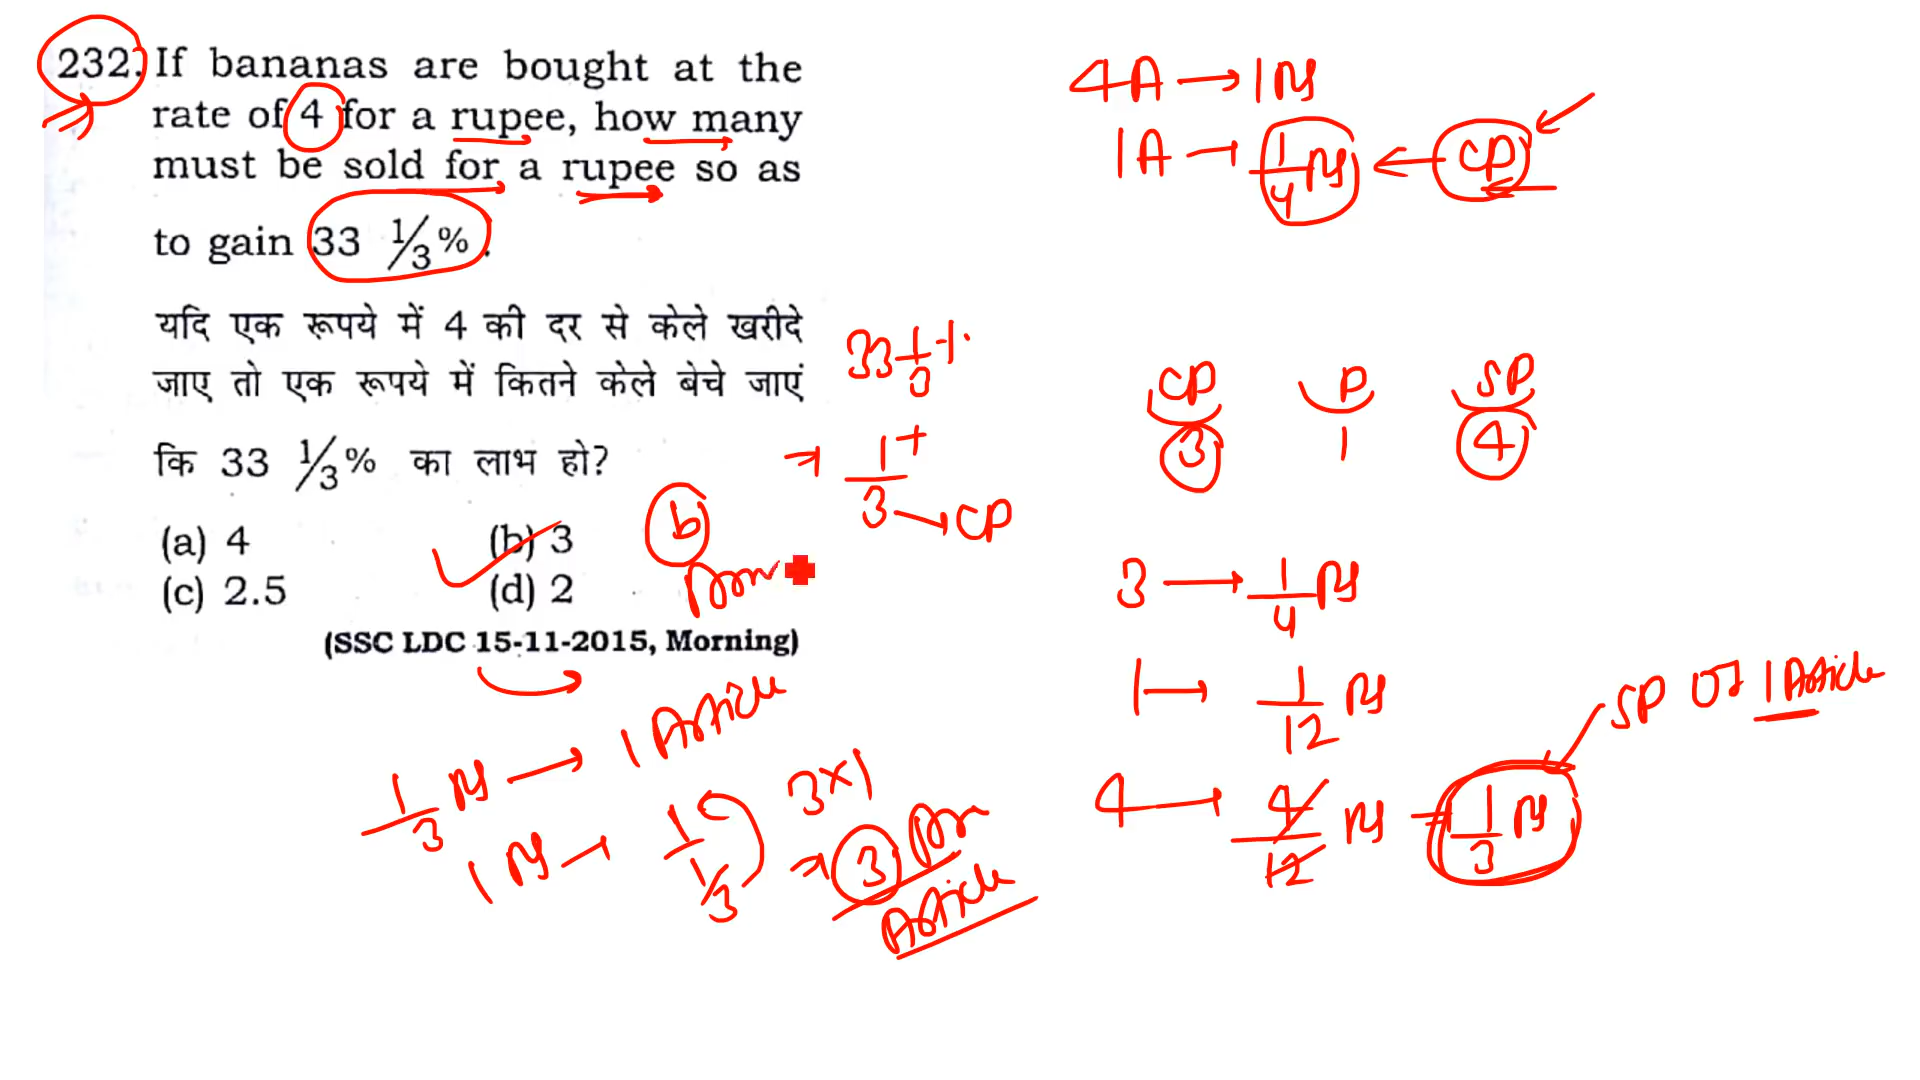 232. If bananas are bought at the
rate of 4 for a rupee, how many
must be sold for a rupee so as
to gain 33 1/3%.
यदि एक रूपये में 4 की दर से केले खरीदे
जाए तो एक रूपये में कितने केले बेचे जाएं
कि 33 1/3% का लाभ हो?
(a) 4 (b) 3
(c) 2.5 (d) 2
(SSC LDC 15-11-2015, Morning)
b
33 1/3 %
1+
3 → CP
4A → 1 Rs
1A → 1/4 Rs ← CP
CP P SP
3 1 4
3 → 1/4 Rs
1 → 1/12 Rs
4 → 4/12 Rs = 1/3 Rs
SP of 1 Article
1/3 Rs → 1 Article
1 Rs → 1/1/3 3×1
→ 3 Ans
Article